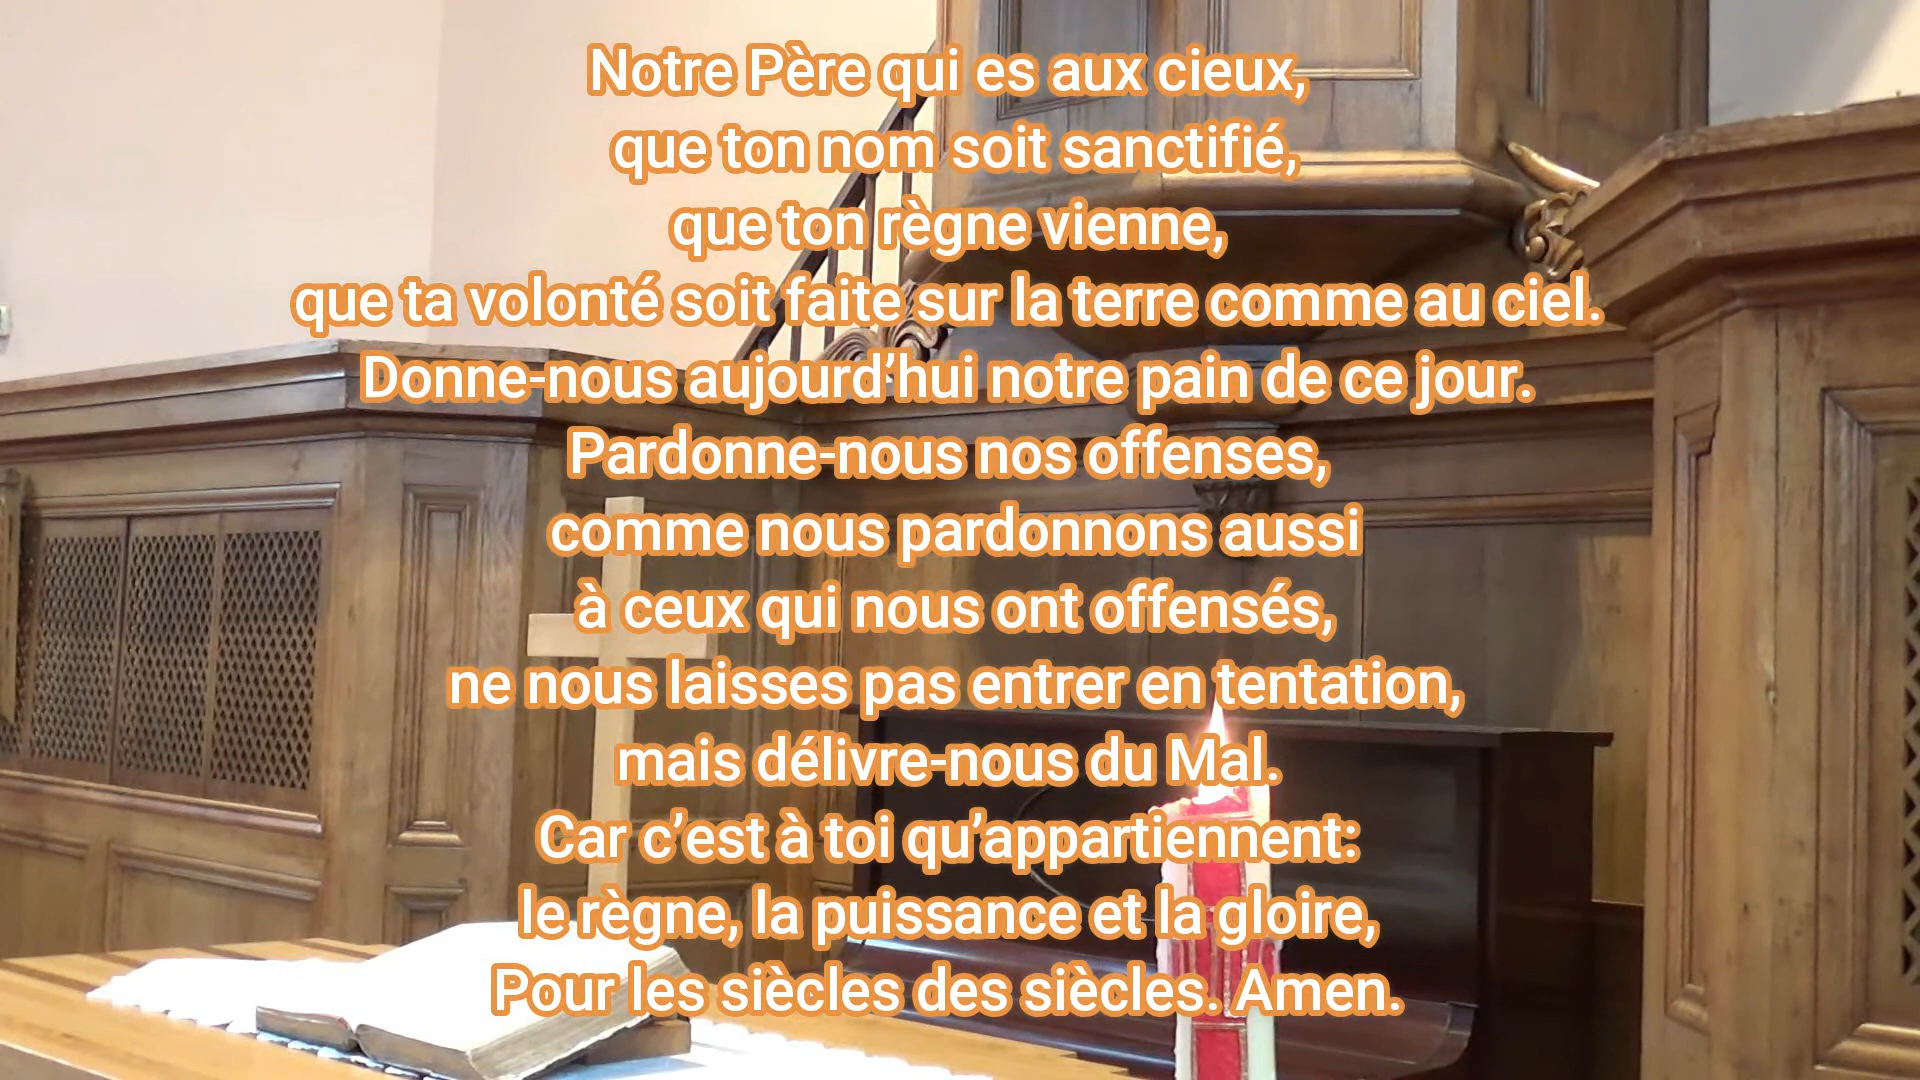 Notre Père qui es aux cieux,
que ton nom soit sanctifié,
que ton règne vienne,
que ta volonté soit faite sur la terre comme au ciel.
Donne-nous aujourd’hui notre pain de ce jour.
Pardonne-nous nos offenses,
comme nous pardonnons aussi
à ceux qui nous ont offensés,
ne nous laisses pas entrer en tentation,
mais délivre-nous du Mal.
Car c’est à toi qu’appartiennent:
le règne, la puissance et la gloire,
Pour les siècles des siècles. Amen.